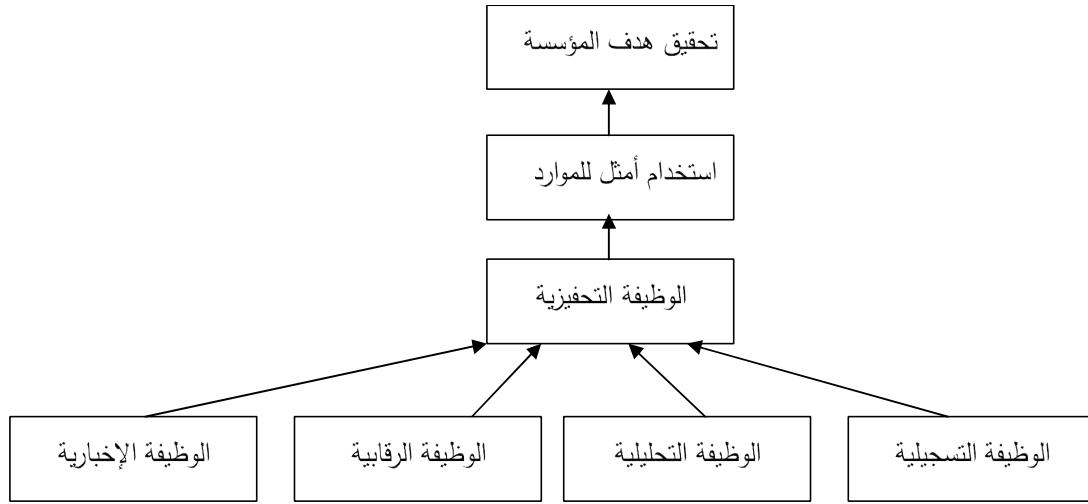 تحقيق هدف المؤسسة
استخدام أمثل للموارد
الوظيفة التحفيزية
الوظيفة التسجيلية
الوظيفة التحليلية
الوظيفة الرقابية
الوظيفة الإخبارية